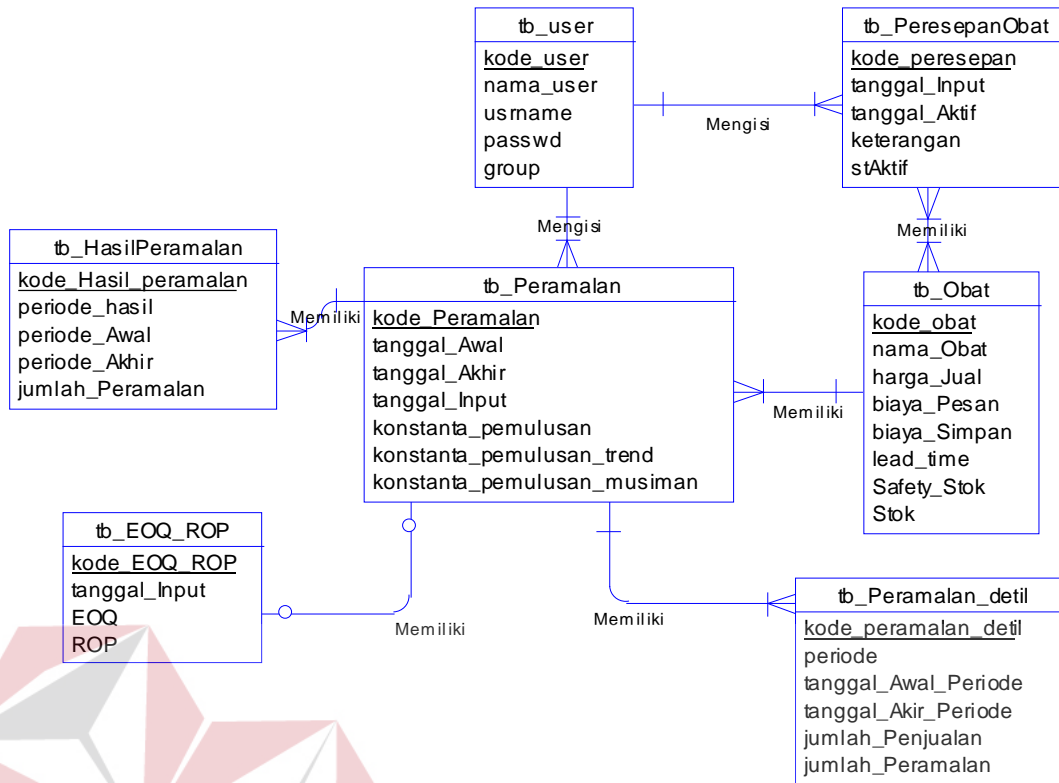 tb_user
kode_user
nama_user
usrname
passwd
group
tb_PeresepanObat
kode_peresepan
tanggal_Input
tanggal_Aktif
keterangan
stAktif
Mengisi
Mengisi
Memiliki
tb_HasilPeramalan
kode_Hasil_peramalan
periode_hasil
periode_Awal
periode_Akhir
jumlah_Peramalan
Memiliki
tb_Peramalan
kode_Peramalan
tanggal_Awal
tanggal_Akhir
tanggal_Input
konstanta_pemulusan
konstanta_pemulusan_trend
konstanta_pemulusan_musiman
Memiliki
tb_Obat
kode_obat
nama_Obat
harga_Jual
biaya_Pesan
biaya_Simpan
lead_time
Safety_Stok
Stok
tb_EOQ_ROP
kode_EOQ_ROP
tanggal_Input
EOQ
ROP
Memiliki
Memiliki
tb_Peramalan_detil
kode_peramalan_detil
periode
tanggal_Awal_Periode
tanggal_Akir_Periode
jumlah_Penjualan
jumlah_Peramalan